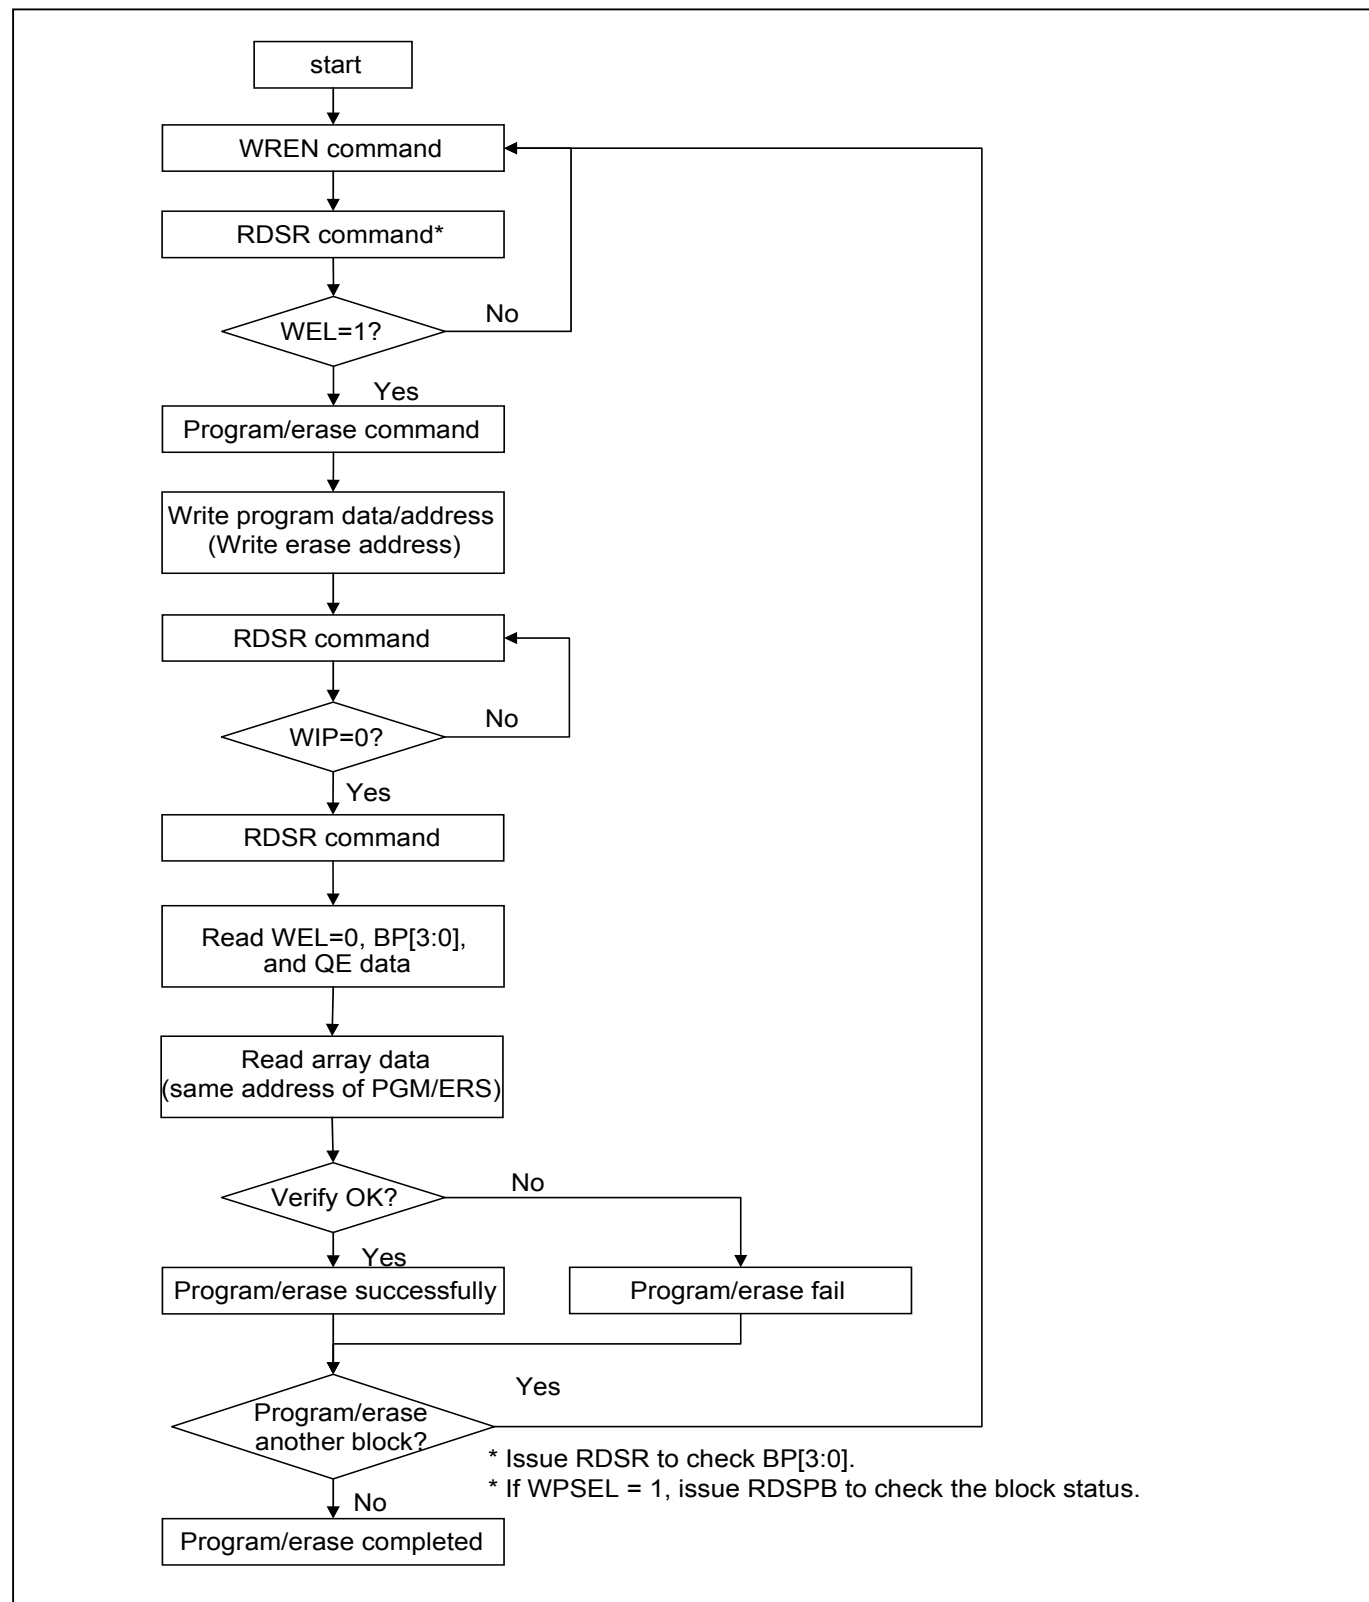 start
WREN command
RDSR command*
WEL=1?
No
Yes
Program/erase command
Write program data/address
(Write erase address)
RDSR command
WIP=0?
No
Yes
RDSR command
Read WEL=0, BP[3:0],
and QE data
Read array data
(same address of PGM/ERS)
Verify OK?
No
Yes
Program/erase successfully
Program/erase fail
Program/erase
another block?
Yes
* Issue RDSR to check BP[3:0].
* If WPSEL = 1, issue RDSPB to check the block status.
No
Program/erase completed